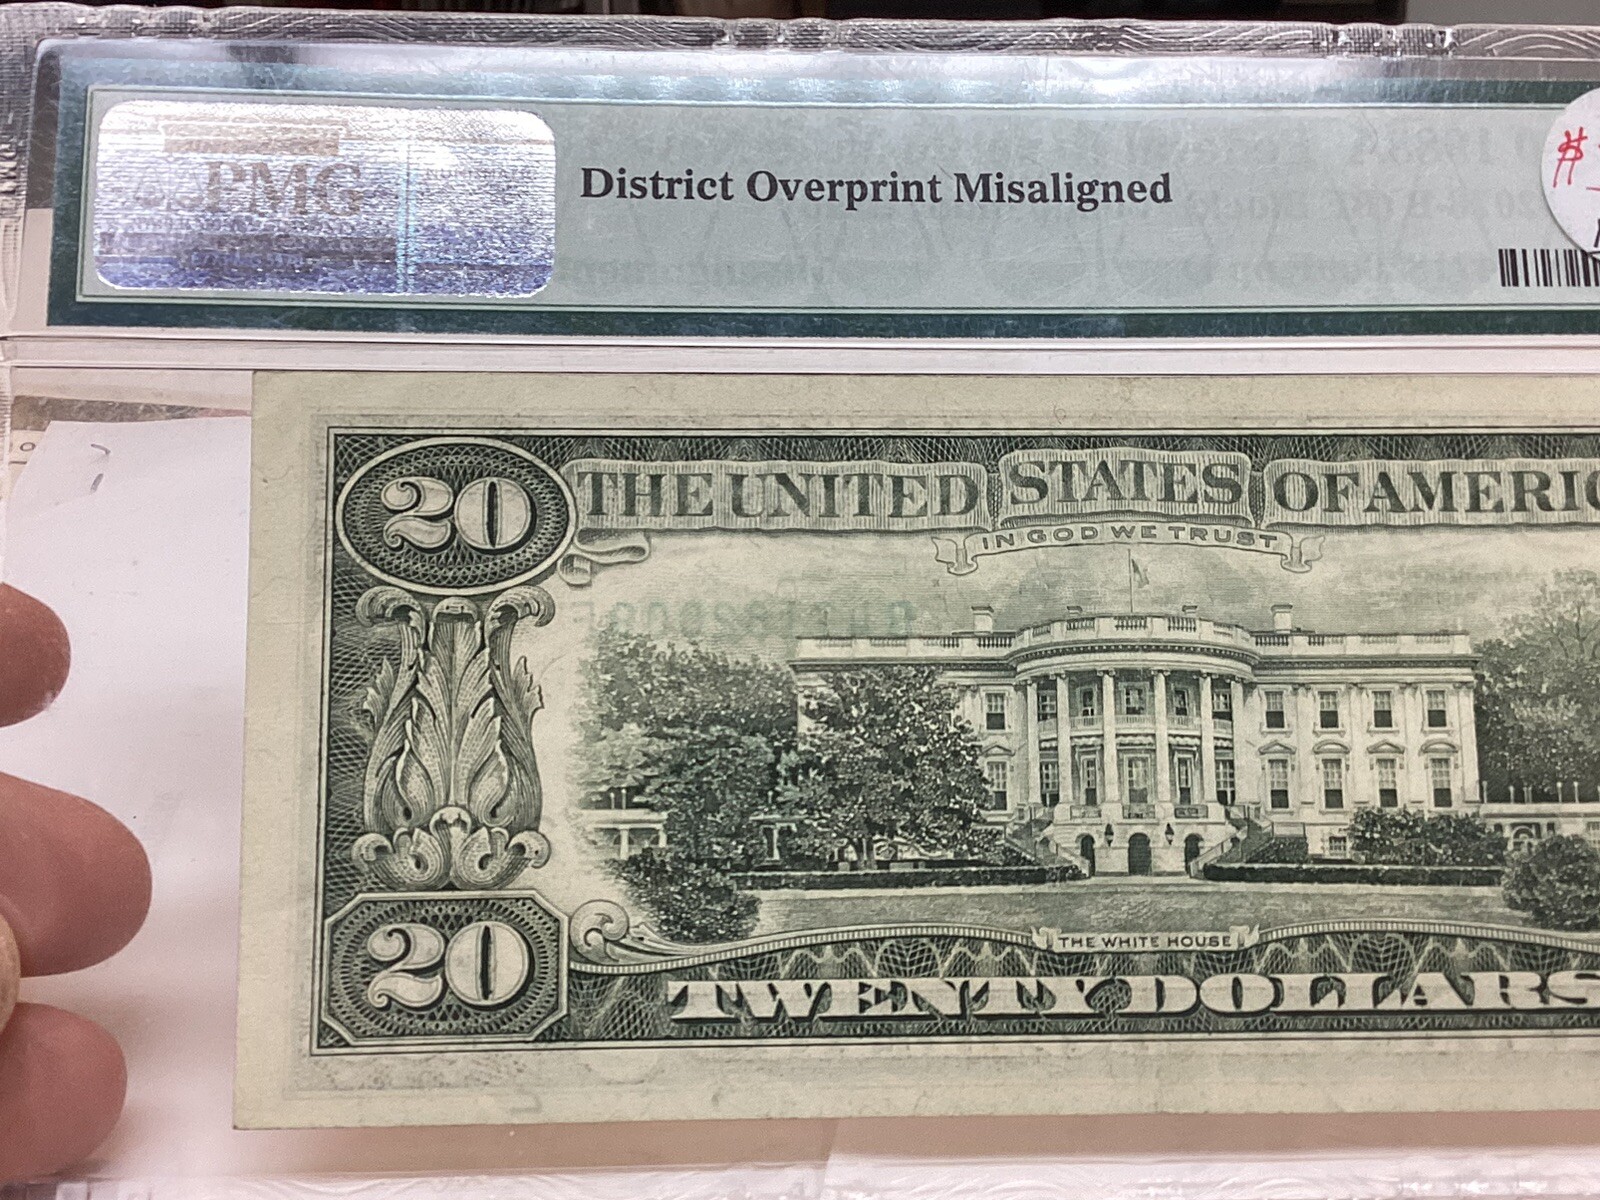 PMG
District Overprint Misaligned
#
20
THE UNITED STATES OF AMERIC
IN GOD WE TRUST
THE WHITE HOUSE
20
TWENTY DOLLARS